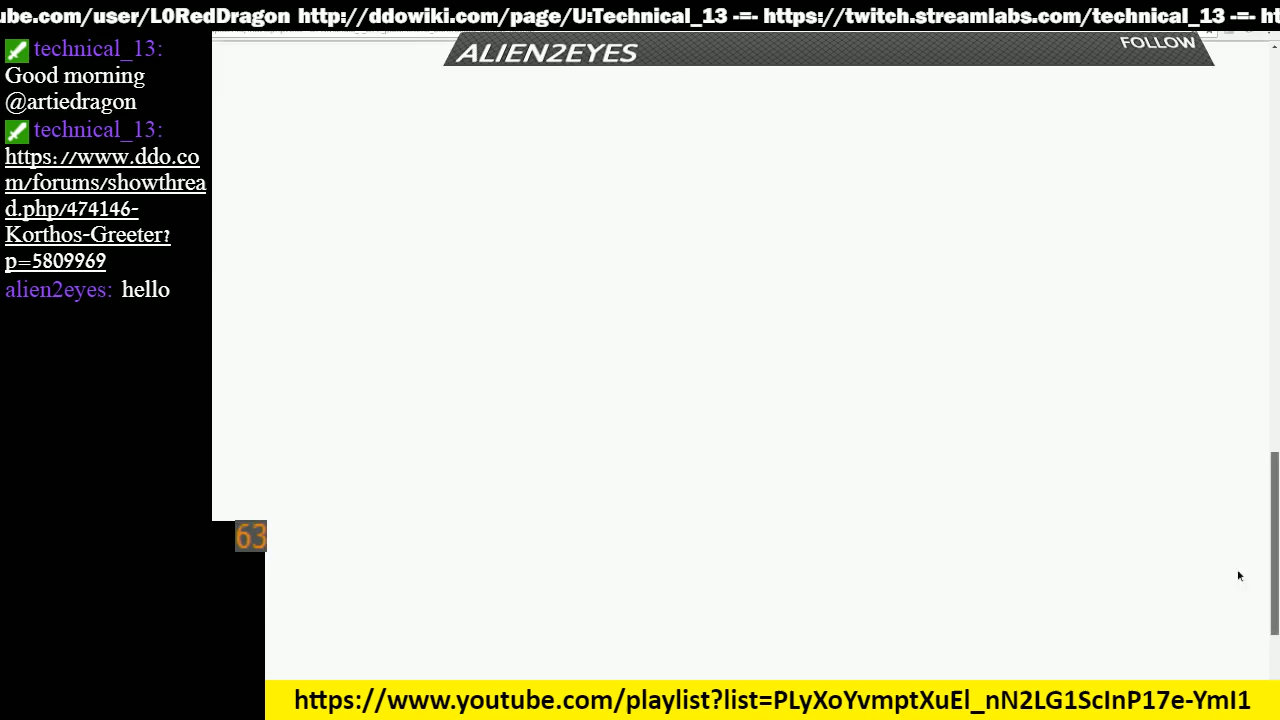 ube.com/user/L0RedDragon http://ddowiki.com/page/U:Technical_13 -=- https://twitch.streamlabs.com/technical_13 -=- ht
ALIEN2EYES
FOLLOW
technical_13:
Good morning
@artiedragon
technical_13:
https://www.ddo.co
m/forums/showthrea
d.php/474146-
Korthos-Greeter?
p=5809969
alien2eyes: hello
63
https://www.youtube.com/playlist?list=PLyXoYvmptXuEl_nN2LG1ScInP17e-YmI1